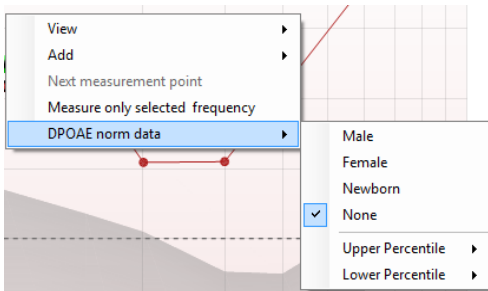 View
Add
Next measurement point
Measure only selected frequency
DPOAE norm data
Male
Female
Newborn
None
Upper Percentile
Lower Percentile